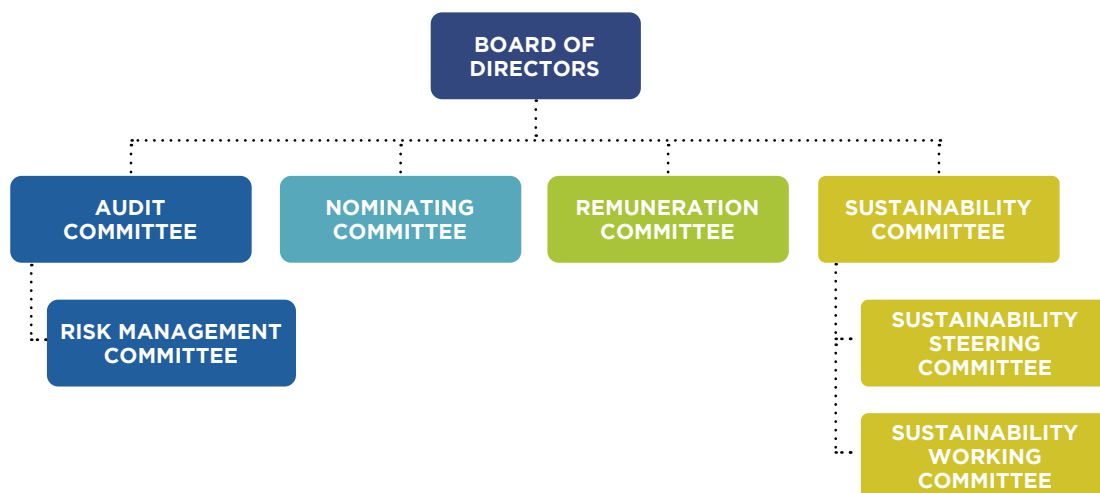 BOARD OF
DIRECTORS
AUDIT
COMMITTEE
NOMINATING
COMMITTEE
REMUNERATION
COMMITTEE
SUSTAINABILITY
COMMITTEE
RISK MANAGEMENT
COMMITTEE
SUSTAINABILITY
STEERING
COMMITTEE
SUSTAINABILITY
WORKING
COMMITTEE